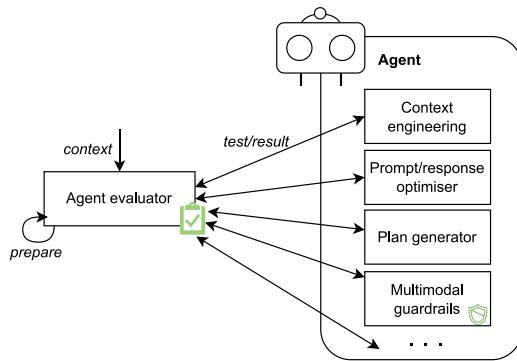 Agent
Context
engineering
test/result
context
Prompt/response
optimiser
Agent evaluator
Plan generator
prepare
Multimodal
guardrails
. . .